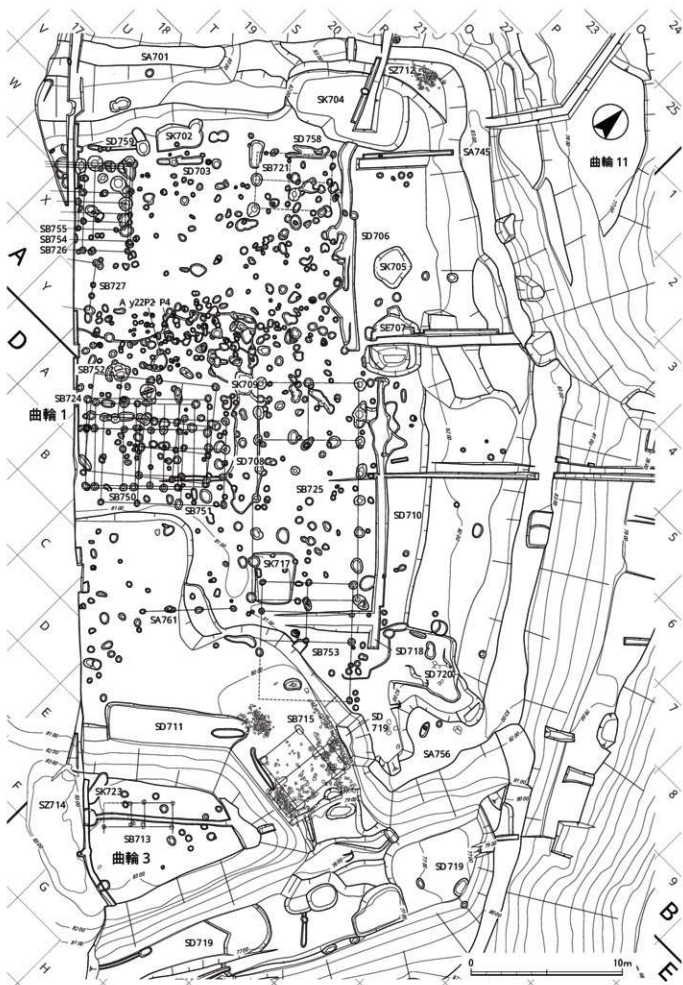 V 17 U 18 T 19 S 20 R 21 Q 22 P 23 O 24
W
SA701
SZ712
SK704
25
曲輪 11
SD759
SK702
SD758
SD703
SB721
SA745
X
1
SB755
SB754
SB726
SD706
SK705
2
A
Y
SB727
A y22P2 P4
SE707
D
SB752
SK709
3
A
SB724
曲輪 1
4
B
SD708
SB725
SB750
SB751
SD710
5
C
SK717
SA761
6
D
SB753
SD718
SD720
7
E
SD711
SB715
SD
719
SA756
8
F
SZ714
SK723
SB713
曲輪 3
SD719
9
G
B
SD719
H
0 10m
E